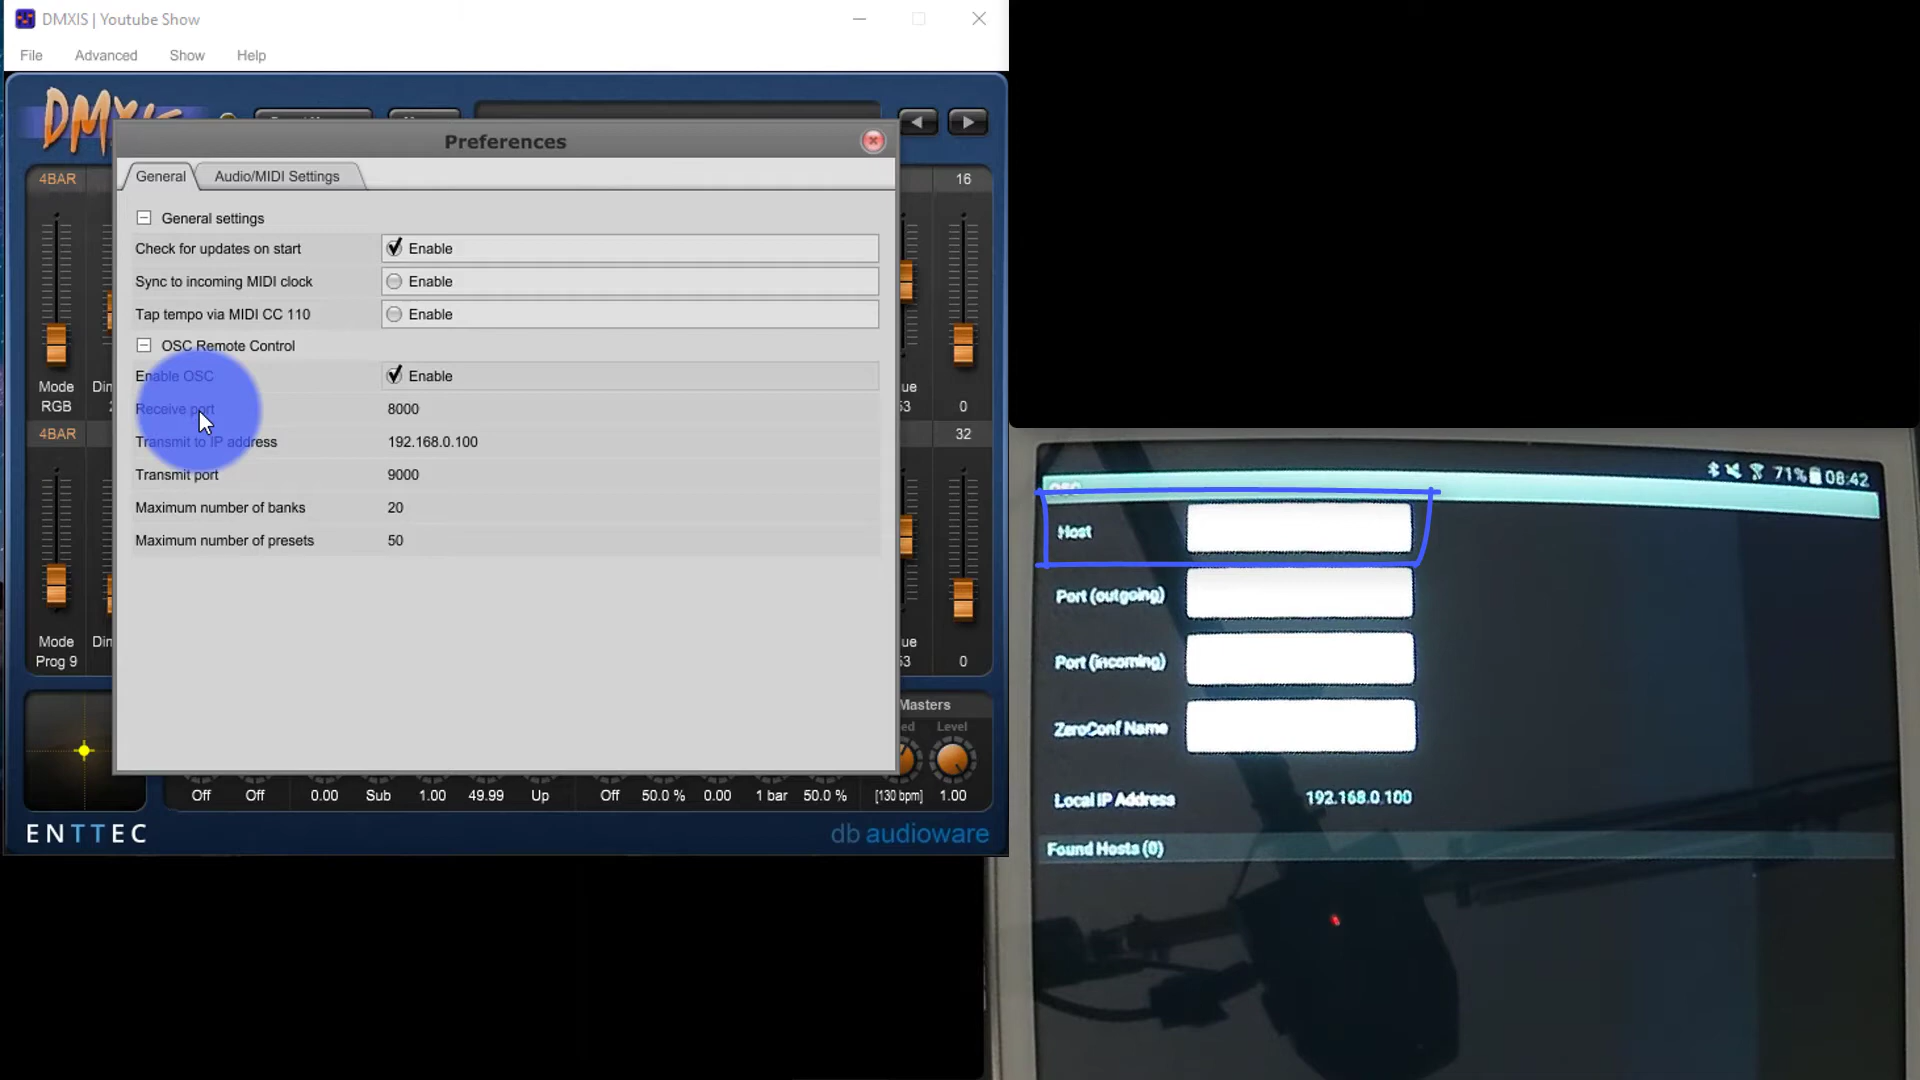 DMXIS | Youtube Show
File Advanced Show Help
DMXIS
Preferences
General Audio/MIDI Settings
General settings
Check for updates on start Enable
Sync to incoming MIDI clock Enable
Tap tempo via MIDI CC 110 Enable
OSC Remote Control
Enable OSC Enable
Receive port 8000
Transmit to IP address 192.168.0.100
Transmit port 9000
Maximum number of banks 20
Maximum number of presets 50
4BAR 16
Mode
RGB 0
4BAR 32
Mode
Prog 9 0
Masters
Level
Off Off 0.00 Sub 1.00 49.99 Up Off 50.0 % 0.00 1 bar 50.0 % [130 bpm] 1.00
ENTTEC db audioware
71% 08:42
OSC
Host
Port (outgoing)
Port (incoming)
ZeroConf Name
Local IP Address 192.168.0.100
Found Hosts (0)